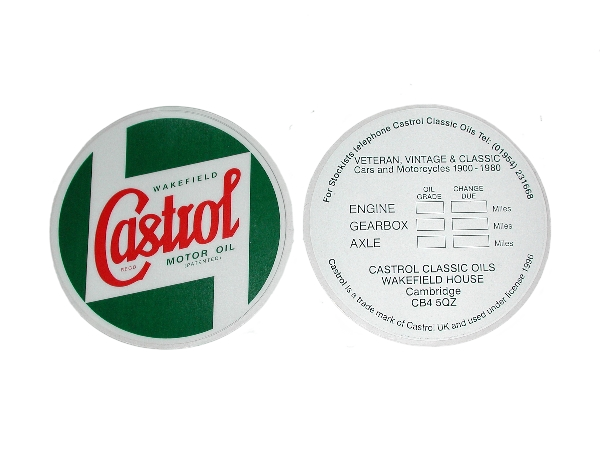 WAKEFIELD
Castrol
REGD
MOTOR OIL
(PATENTED)
For Stockists telephone Castrol Classic Oils Tel: (01954) 231668
VETERAN, VINTAGE & CLASSIC
Cars and Motorcycles 1900 - 1980
OIL GRADE
CHANGE DUE
ENGINE Miles
GEARBOX Miles
AXLE Miles
CASTROL CLASSIC OILS
WAKEFIELD HOUSE
Cambridge
CB4 5QZ
Castrol is a trade mark of Castrol UK and used under license 1996